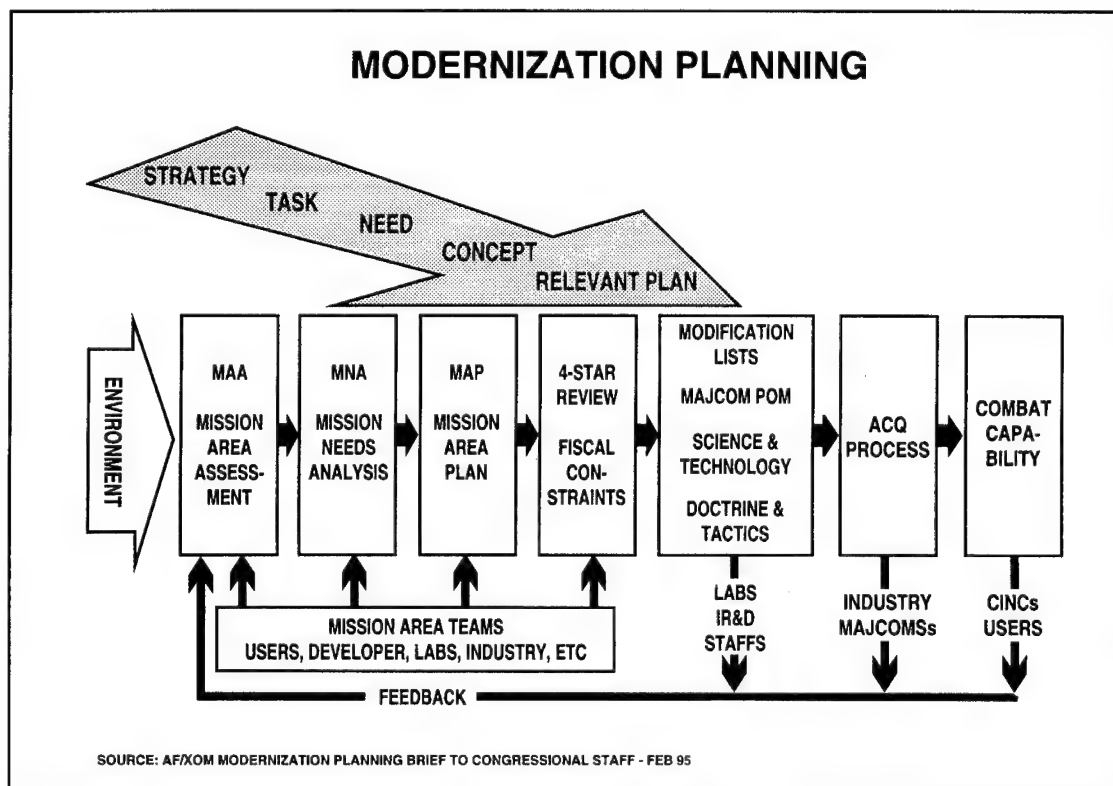 MODERNIZATION PLANNING
STRATEGY
TASK
NEED
CONCEPT
RELEVANT PLAN
ENVIRONMENT
MAA
MISSION
AREA
ASSESS-
MENT
MNA
MISSION
NEEDS
ANALYSIS
MAP
MISSION
AREA
PLAN
4-STAR
REVIEW
FISCAL
CON-
STRAINTS
MODIFICATION
LISTS
MAJCOM POM
SCIENCE &
TECHNOLOGY
DOCTRINE &
TACTICS
ACQ
PROCESS
COMBAT
CAPA-
BILITY
MISSION AREA TEAMS
USERS, DEVELOPER, LABS, INDUSTRY, ETC
LABS
IR&D
STAFFS
INDUSTRY
MAJCOMSs
CINCs
USERS
FEEDBACK
SOURCE: AF/XOM MODERNIZATION PLANNING BRIEF TO CONGRESSIONAL STAFF - FEB 95